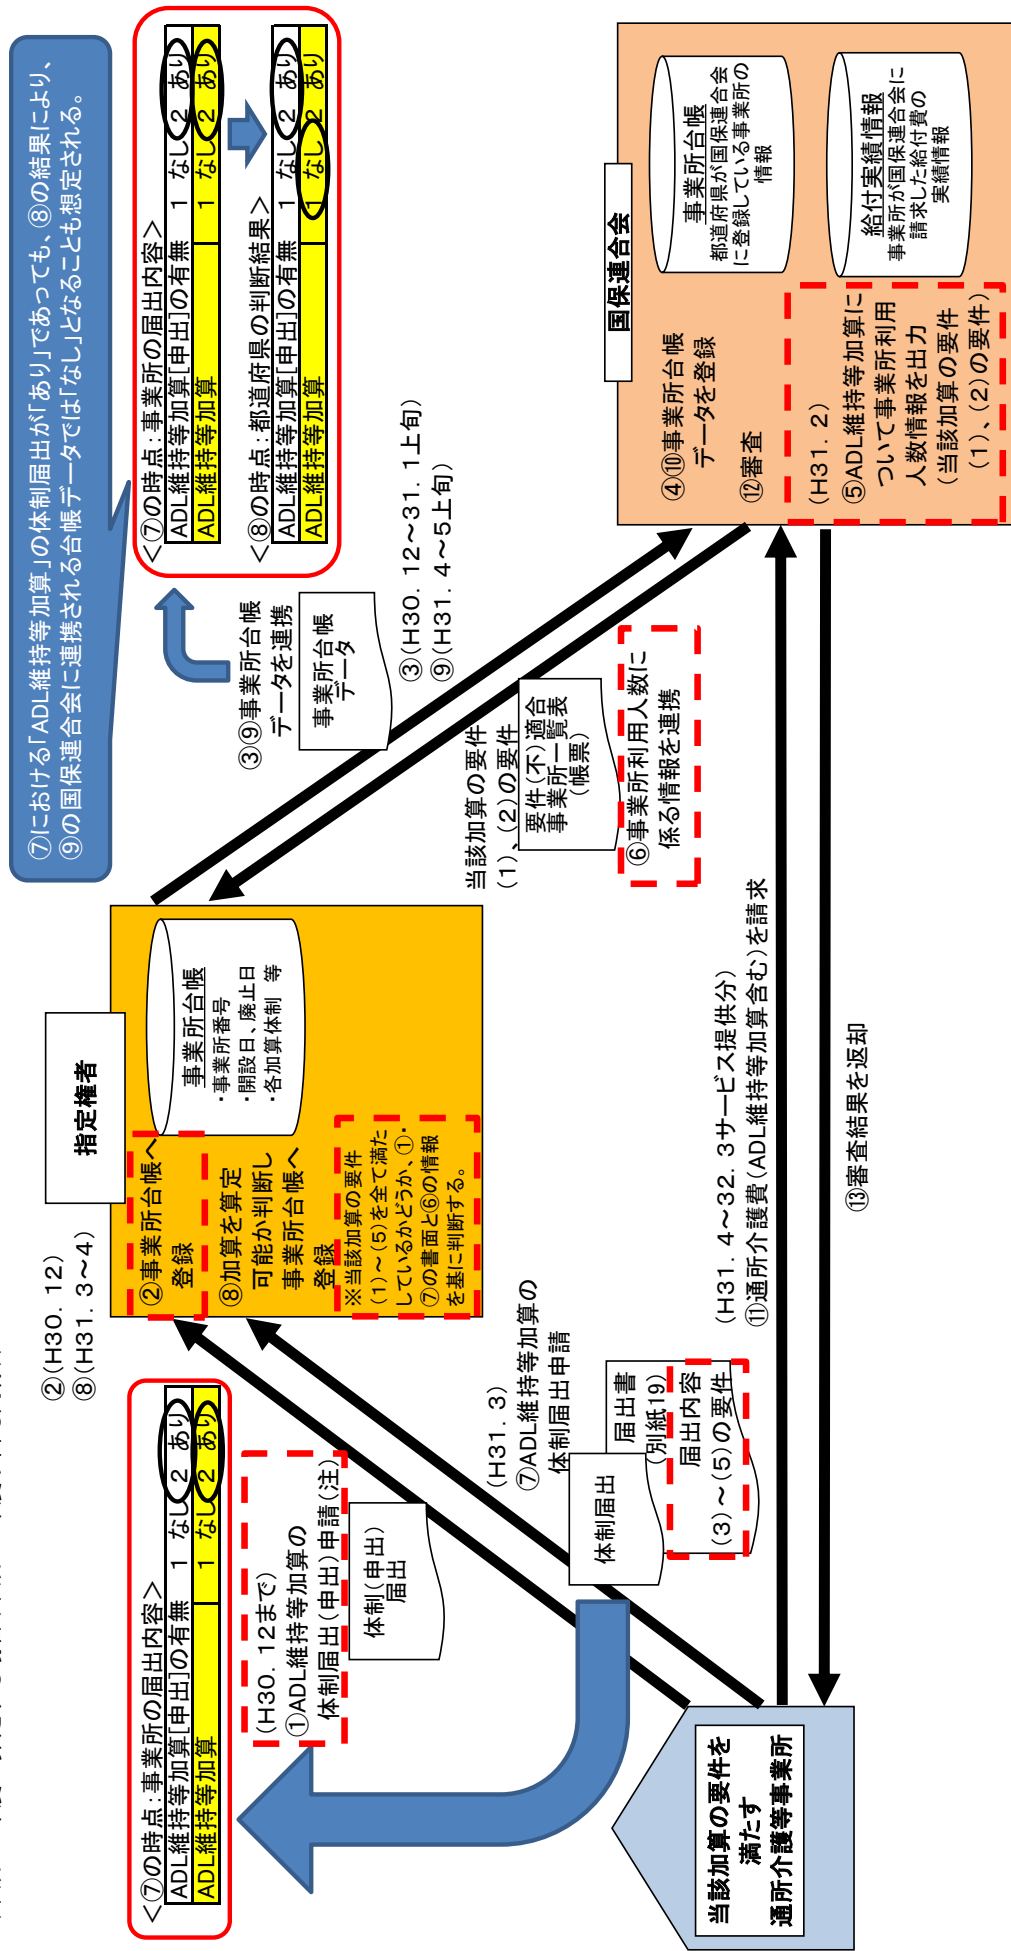 ⑦における「ADL維持等加算」の体制届出が「あり」であっても、⑧の結果により、
⑨の国保連合会に連携される台帳データでは「なし」となることも想定される。
<⑦の時点:事業所の届出内容>
ADL維持等加算[申出]の有無 1 なし 2 あり
ADL維持等加算 1 なし 2 あり
<⑦の時点:事業所の届出内容>
ADL維持等加算[申出]の有無 1 なし 2 あり
ADL維持等加算 1 なし 2 あり
<⑧の時点:都道府県の判断結果>
ADL維持等加算[申出]の有無 1 なし 2 あり
ADL維持等加算 1 なし 2 あり
②(H30.12)
⑧(H31.3~4)
指定権者
②事業所台帳へ
登録
⑧加算を算定
可能か判断し
事業所台帳へ
登録
※当該加算の要件
(1)~(5)を全て満た
しているかどうか、①・
⑦の書面と⑥の情報
を基に判断する。
事業所台帳
・事業所番号
・開設日、廃止日
・各加算体制 等
③⑨事業所台帳
データを連携
事業所台帳
データ
③(H30.12~31.1上旬)
⑨(H31.4~5上旬)
当該加算の要件
(1)、(2)の要件
要件(不)適合
事業所一覧表
(帳票)
⑥事業所利用人数に
係る情報を連携
(H30.12まで)
①ADL維持等加算の
体制届出(申出)申請(注)
体制(申出)
届出
(H31.3)
⑦ADL維持等加算の
体制届出申請
体制届出
届出書
(別紙19)
届出内容
(3)~(5)の要件
国保連合会
④⑩事業所台帳
データを登録
⑫審査
(H31.2)
⑤ADL維持等加算に
ついて事業所利用
人数情報を出力
(当該加算の要件
(1)、(2)の要件)
事業所台帳
都道府県が国保連合会
に登録している事業所の
情報
給付実績情報
事業所が国保連合会に
請求した給付費の
実績情報
(H31.4~32.3サービス提供分)
⑪通所介護費(ADL維持等加算含む)を請求
⑬審査結果を返却
当該加算の要件を
満たす
通所介護等事業所